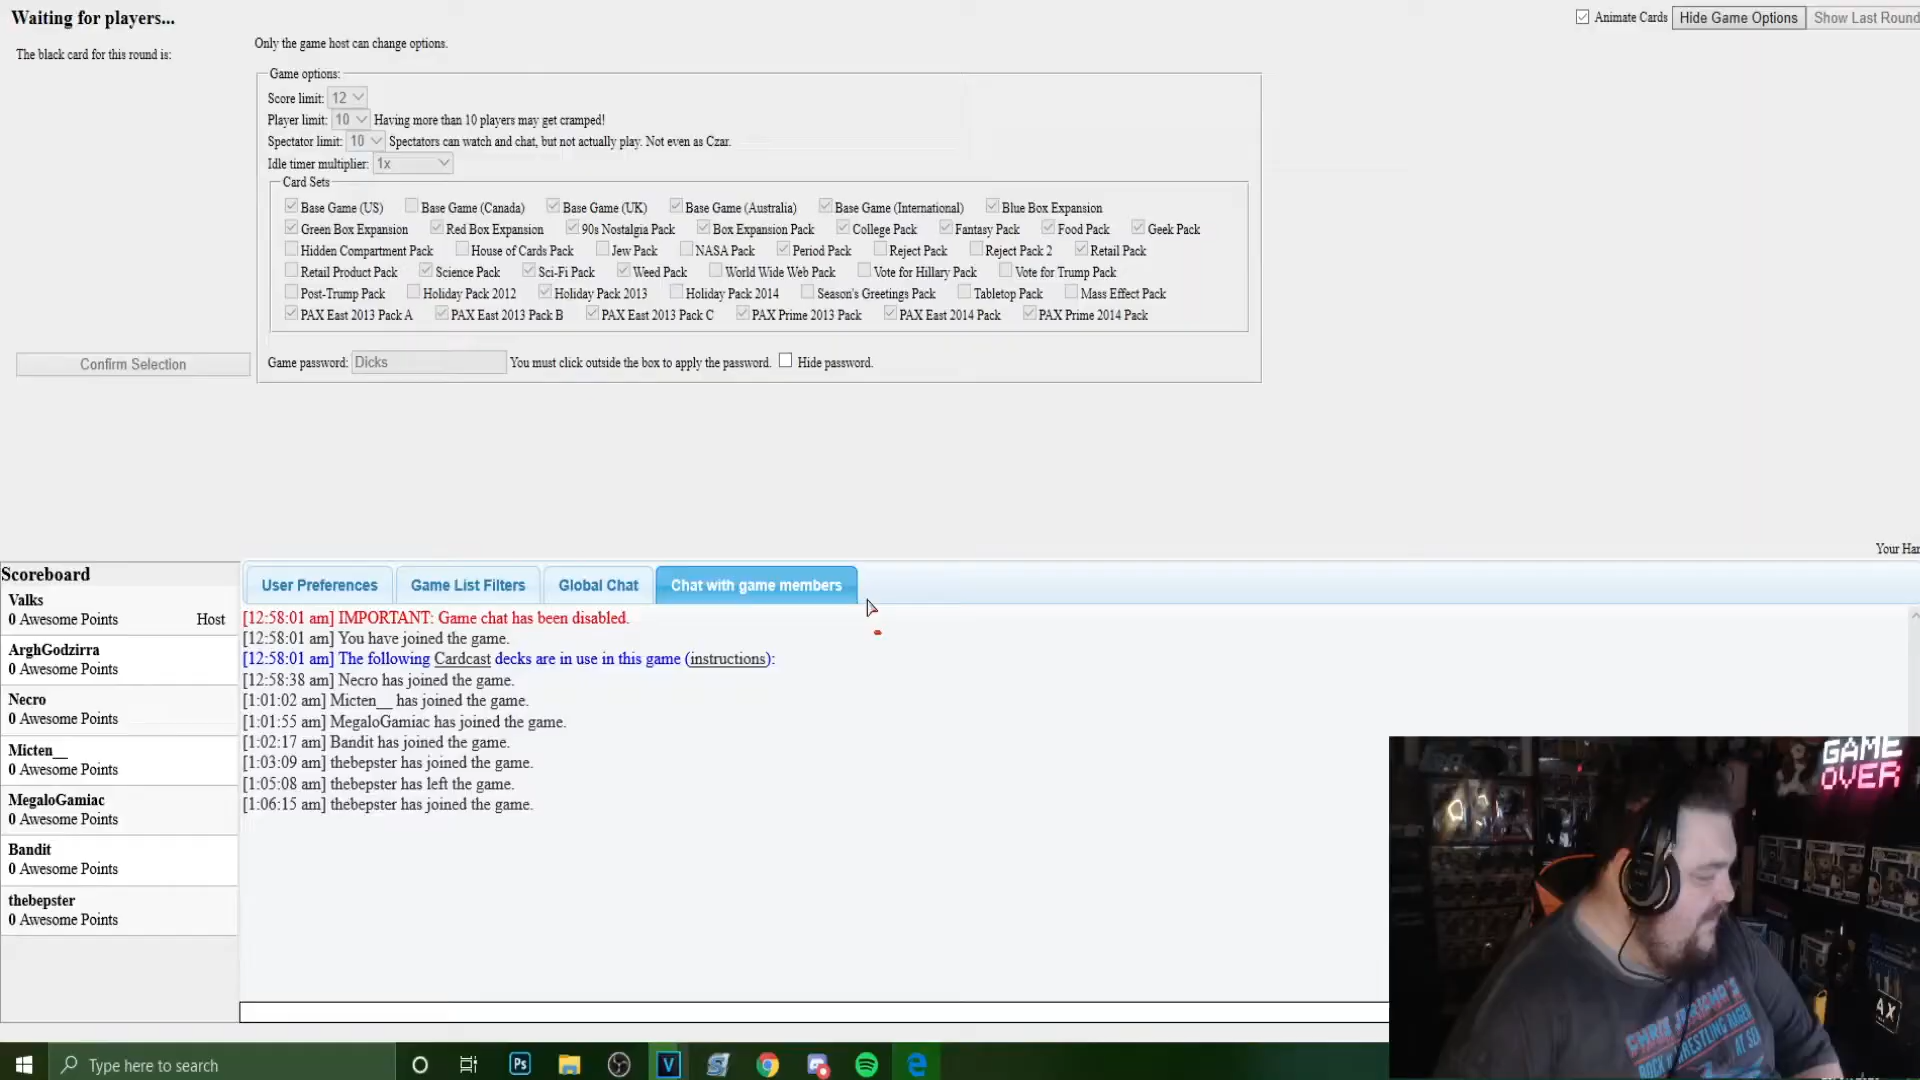 Waiting for players...
Animate Cards Hide Game Options Show Last Round
The black card for this round is:
Only the game host can change options.
Game options:
Score limit: 12
Player limit: 10 Having more than 10 players may get cramped!
Spectator limit: 10 Spectators can watch and chat, but not actually play. Not even as Czar.
Idle timer multiplier: 1x
Card Sets
Base Game (US) Base Game (Canada) Base Game (UK) Base Game (Australia) Base Game (International) Blue Box Expansion
Green Box Expansion Red Box Expansion 90s Nostalgia Pack Box Expansion Pack College Pack Fantasy Pack Food Pack Geek Pack
Hidden Compartment Pack House of Cards Pack Jew Pack NASA Pack Period Pack Reject Pack Reject Pack 2 Retail Pack
Retail Product Pack Science Pack Sci-Fi Pack Weed Pack World Wide Web Pack Vote for Hillary Pack Vote for Trump Pack
Post-Trump Pack Holiday Pack 2012 Holiday Pack 2013 Holiday Pack 2014 Season's Greetings Pack Tabletop Pack Mass Effect Pack
PAX East 2013 Pack A PAX East 2013 Pack B PAX East 2013 Pack C PAX Prime 2013 Pack PAX East 2014 Pack PAX Prime 2014 Pack
Game password: Dicks You must click outside the box to apply the password. Hide password.
Confirm Selection
Your Han
Scoreboard
Valks
0 Awesome Points Host
ArghGodzirra
0 Awesome Points
Necro
0 Awesome Points
Micten__
0 Awesome Points
MegaloGamiac
0 Awesome Points
Bandit
0 Awesome Points
thebepster
0 Awesome Points
User Preferences Game List Filters Global Chat Chat with game members
[12:58:01 am] IMPORTANT: Game chat has been disabled.
[12:58:01 am] You have joined the game.
[12:58:01 am] The following Cardcast decks are in use in this game (instructions):
[12:58:38 am] Necro has joined the game.
[1:01:02 am] Micten__ has joined the game.
[1:01:55 am] MegaloGamiac has joined the game.
[1:02:17 am] Bandit has joined the game.
[1:03:09 am] thebepster has joined the game.
[1:05:08 am] thebepster has left the game.
[1:06:15 am] thebepster has joined the game.
GAME
OVER
4X
Type here to search
Ps
V